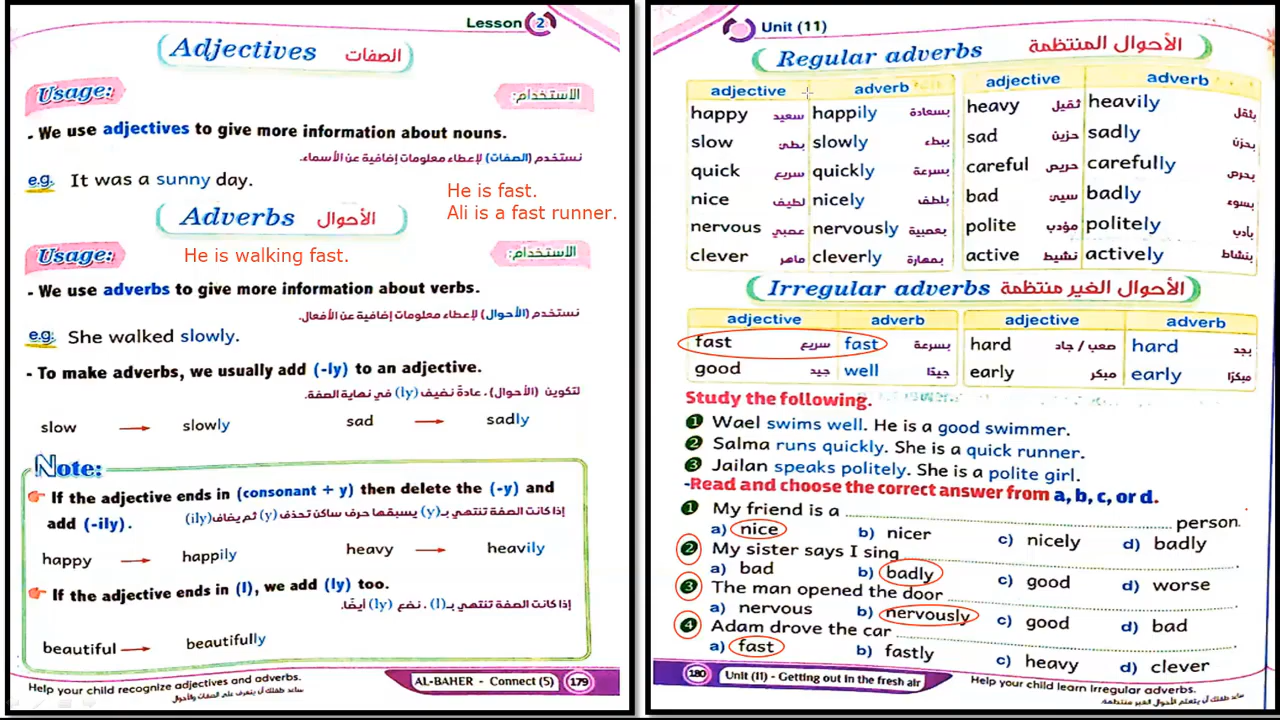 Lesson 2
Adjectives الصفات
Usage: الاستخدام:
- We use adjectives to give more information about nouns.
نستخدم (الصفات) لإعطاء معلومات إضافية عن الأسماء.
e.g. It was a sunny day.
He is fast.
Ali is a fast runner.
Adverbs الأحوال
Usage: He is walking fast. الاستخدام:
- We use adverbs to give more information about verbs.
نستخدم (الأحوال) لإعطاء معلومات إضافية عن الأفعال.
e.g. She walked slowly.
- To make adverbs, we usually add (-ly) to an adjective.
لتكوين (الأحوال)، عادةً نضيف (ly) في نهاية الصفة.
slow → slowly sad → sadly
Note:
If the adjective ends in (consonant + y) then delete the (-y) and
add (-ily). إذا كانت الصفة تنتهي بـ(y) يسبقها حرف ساكن تحذف (y) ثم يضاف(ily)
happy → happily heavy → heavily
If the adjective ends in (l), we add (ly) too.
إذا كانت الصفة تنتهي بـ(l)، نضع (ly) أيضًا.
beautiful → beautifully
Help your child recognize adjectives and adverbs.
ساعد طفلك أن يتعرف على الصفات والأحوال
AL-BAHER - Connect (5) 179
Unit (11)
Regular adverbs الأحوال المنتظمة
adjective adverb adjective adverb
happy سعيد happily بسعادة heavy ثقيل heavily بثقل
slow بطئ slowly ببطء sad حزين sadly بحزن
quick سريع quickly بسرعة careful حريص carefully بحرص
nice لطيف nicely بلطف bad سيئ badly بسوء
nervous عصبي nervously بعصبية polite مؤدب politely بأدب
clever ماهر cleverly بمهارة active نشيط actively بنشاط
Irregular adverbs الأحوال الغير منتظمة
adjective adverb adjective adverb
fast سريع fast بسرعة hard صعب / جاد hard بجد
good جيد well جيدًا early مبكر early مبكرًا
Study the following.
1 Wael swims well. He is a good swimmer.
2 Salma runs quickly. She is a quick runner.
3 Jailan speaks politely. She is a polite girl.
-Read and choose the correct answer from a, b, c, or d.
1 My friend is a ........ person.
a) nice b) nicer c) nicely d) badly
2 My sister says I sing ........
a) bad b) badly c) good d) worse
3 The man opened the door ........
a) nervous b) nervously c) good d) bad
4 Adam drove the car ........
a) fast b) fastly c) heavy d) clever
180 Unit (11) - Getting out in the fresh air
Help your child learn irregular adverbs.
ساعد طفلك أن يتعلم الأحوال الغير منتظمة.